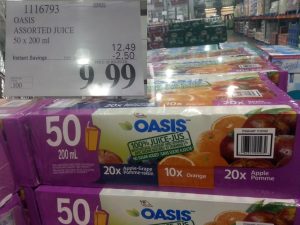 1116793
OASIS
ASSORTED JUICE
50 x 200 ml
12.49
Instant Savings -2.50
9.99
100
50
200 mL
OASIS
100% JUICE-JUS
20x Apple-Grape
Pomme-raisin
10x Orange
20x Apple
Pomme
50
OASIS